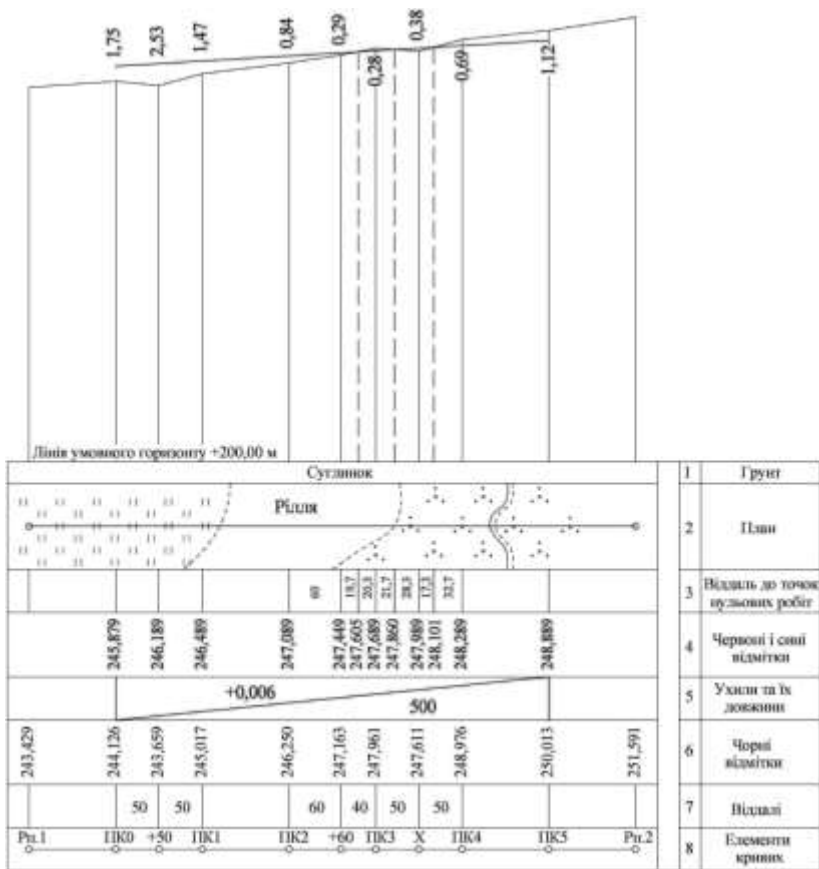 1,75 2,53 1,47 0,84 0,29 0,28 0,38 0,69 1,12
Лінія умовного горизонту +200,00 м
Суглинок 1 Грунт
Рілля 2 План
60 19,7 20,3 21,7 28,3 17,3 32,7 3 Віддаль до точок
нульових робіт
245,879 246,189 246,489 247,089 247,449 247,605 247,689 247,860 247,989 248,101 248,289 248,889 4 Червоні і сині
відмітки
+0,006 500 5 Ухили та їх
довжини
243,429 244,126 243,659 245,017 246,250 247,163 247,961 247,611 248,976 250,013 251,591 6 Чорні
відмітки
50 50 60 40 50 50 7 Віддалі
Рп.1 ПК0 +50 ПК1 ПК2 +60 ПК3 Х ПК4 ПК5 Рп.2 8 Елементи
кривих